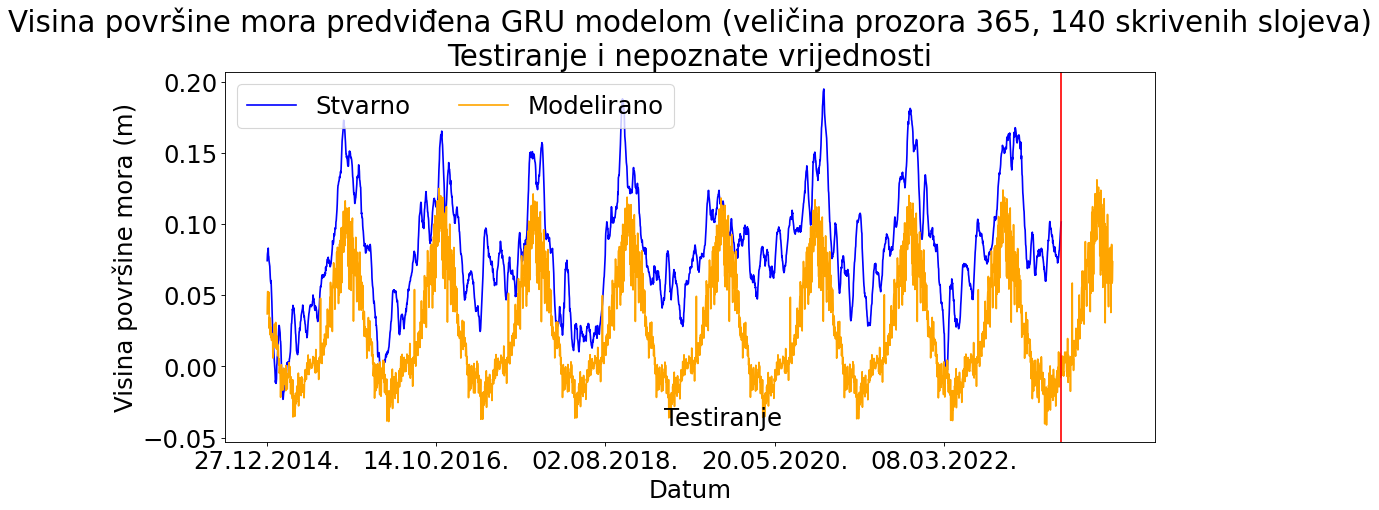 Visina površine mora predviđena GRU modelom (veličina prozora 365, 140 skrivenih slojeva)
Testiranje i nepoznate vrijednosti
Stvarno
Modelirano
Visina površine mora (m)
0.20
0.15
0.10
0.05
0.00
−0.05
Testiranje
27.12.2014.
14.10.2016.
02.08.2018.
20.05.2020.
08.03.2022.
Datum